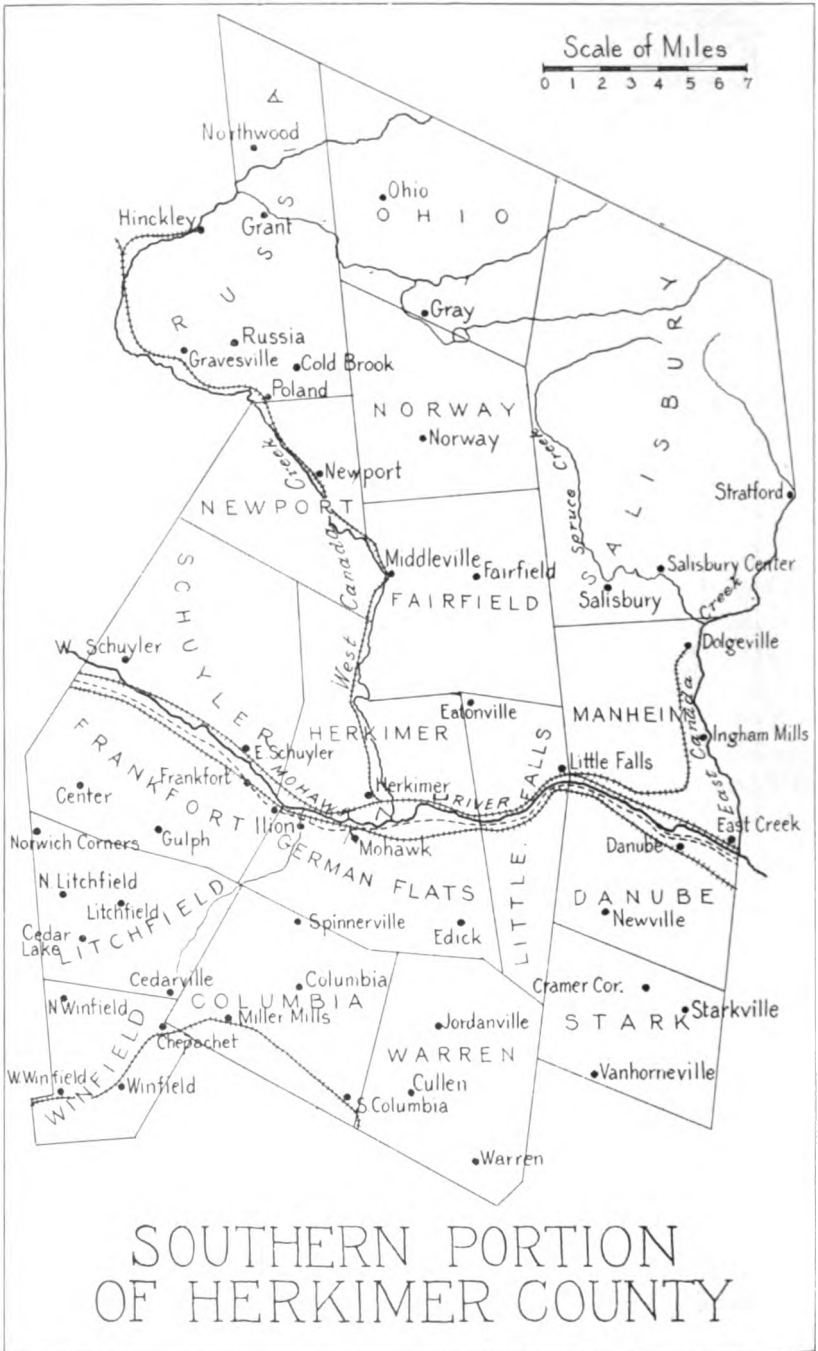 Scale of Miles
0 1 2 3 4 5 6 7
RUSSIA
Northwood
Ohio
OHIO
Hinckley
Grant
Gray
Russia
Gravesville
Cold Brook
Poland
NORWAY
Norway
SALISBURY
Spruce Creek
Stratford
Newport
NEWPORT
West Canada Creek
Middleville
Fairfield
FAIRFIELD
Salisbury Center
Salisbury
East Canada Creek
Dolgeville
SCHUYLER
W. Schuyler
HERKIMER
Eatonville
MANHEIM
Ingham Mills
E. Schuyler
Little Falls
FRANKFORT
Frankfort
MOHAWK RIVER
Herkimer
Center
Ilion
Mohawk
East Creek
Norwich Corners
Gulph
Danube
GERMAN FLATS
LITTLE FALLS
N. Litchfield
Litchfield
LITCHFIELD
DANUBE
Newville
Cedar
Lake
Spinnerville
Edick
Cedarville
Columbia
COLUMBIA
Cramer Cor.
N. Winfield
Miller Mills
Starkville
STARK
Chepachet
Jordanville
WARREN
WINFIELD
W. Winfield
Winfield
Cullen
Vanhorneville
S. Columbia
Warren
SOUTHERN PORTION
OF HERKIMER COUNTY